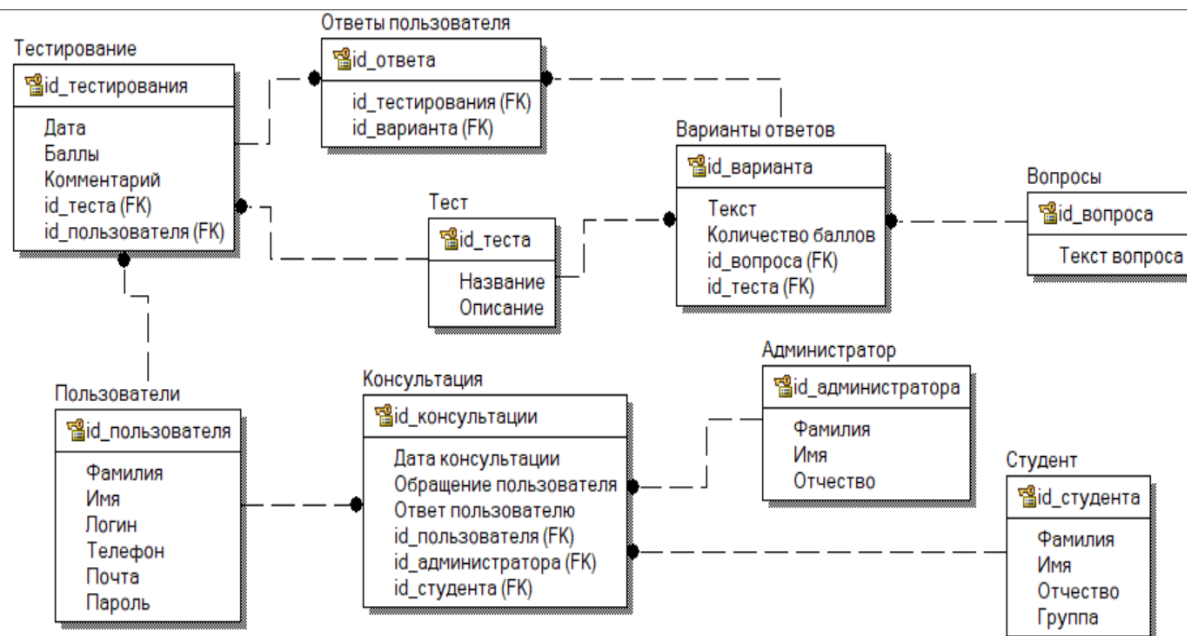 Тестирование
id_тестирования
Дата
Баллы
Комментарий
id_теста (FK)
id_пользователя (FK)
Ответы пользователя
id_ответа
id_тестирования (FK)
id_варианта (FK)
Тест
id_теста
Название
Описание
Варианты ответов
id_варианта
Текст
Количество баллов
id_вопроса (FK)
id_теста (FK)
Вопросы
id_вопроса
Текст вопроса
Пользователи
id_пользователя
Фамилия
Имя
Логин
Телефон
Почта
Пароль
Консультация
id_консультации
Дата консультации
Обращение пользователя
Ответ пользователю
id_пользователя (FK)
id_администратора (FK)
id_студента (FK)
Администратор
id_администратора
Фамилия
Имя
Отчество
Студент
id_студента
Фамилия
Имя
Отчество
Группа